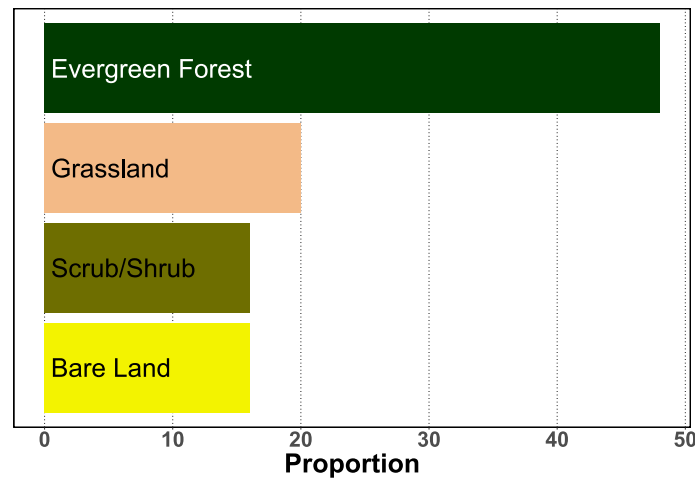 Evergreen Forest
Grassland
Scrub/Shrub
Bare Land
0 10 20 30 40 50
Proportion